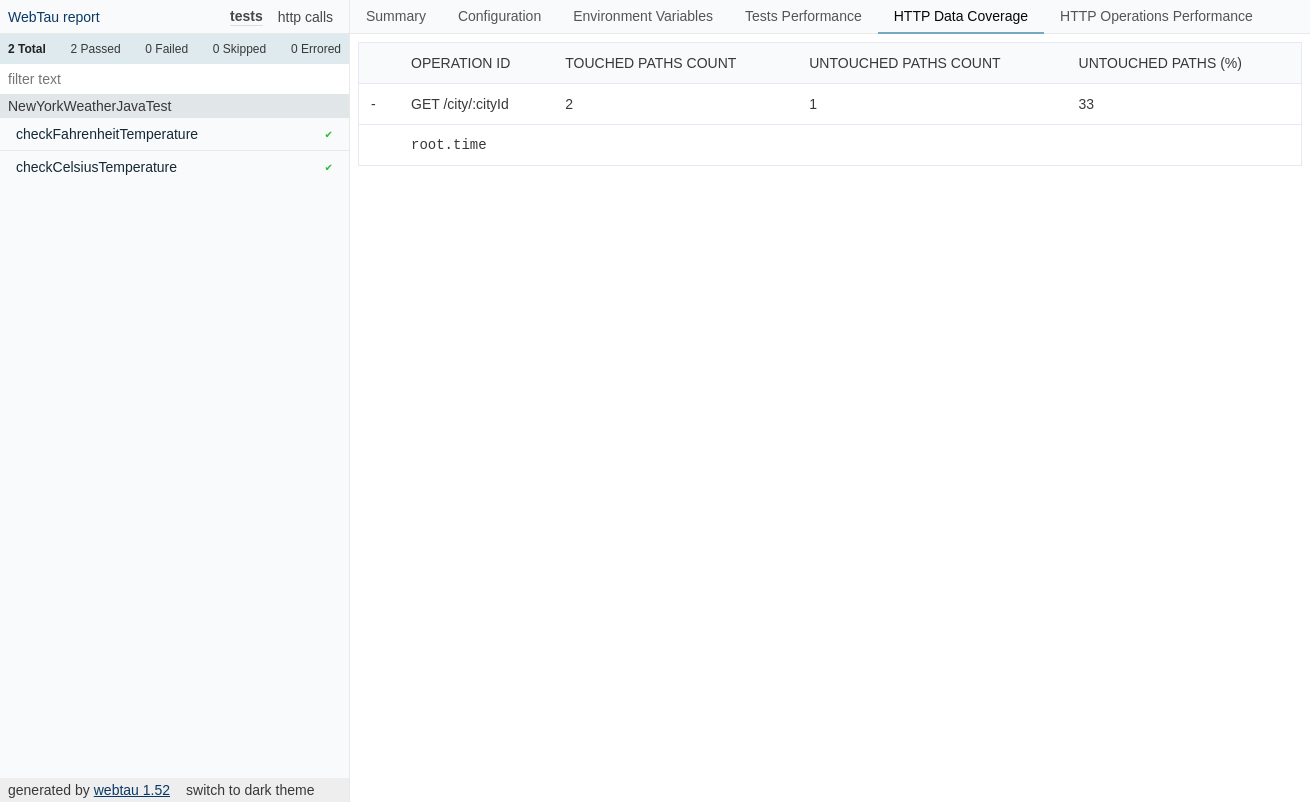 WebTau report tests http calls
2 Total 2 Passed 0 Failed 0 Skipped 0 Errored
filter text
NewYorkWeatherJavaTest
checkFahrenheitTemperature ✔
checkCelsiusTemperature ✔
generated by webtau 1.52 switch to dark theme
Summary Configuration Environment Variables Tests Performance HTTP Data Coverage HTTP Operations Performance
OPERATION ID TOUCHED PATHS COUNT UNTOUCHED PATHS COUNT UNTOUCHED PATHS (%)
- GET /city/:cityId 2 1 33
root.time